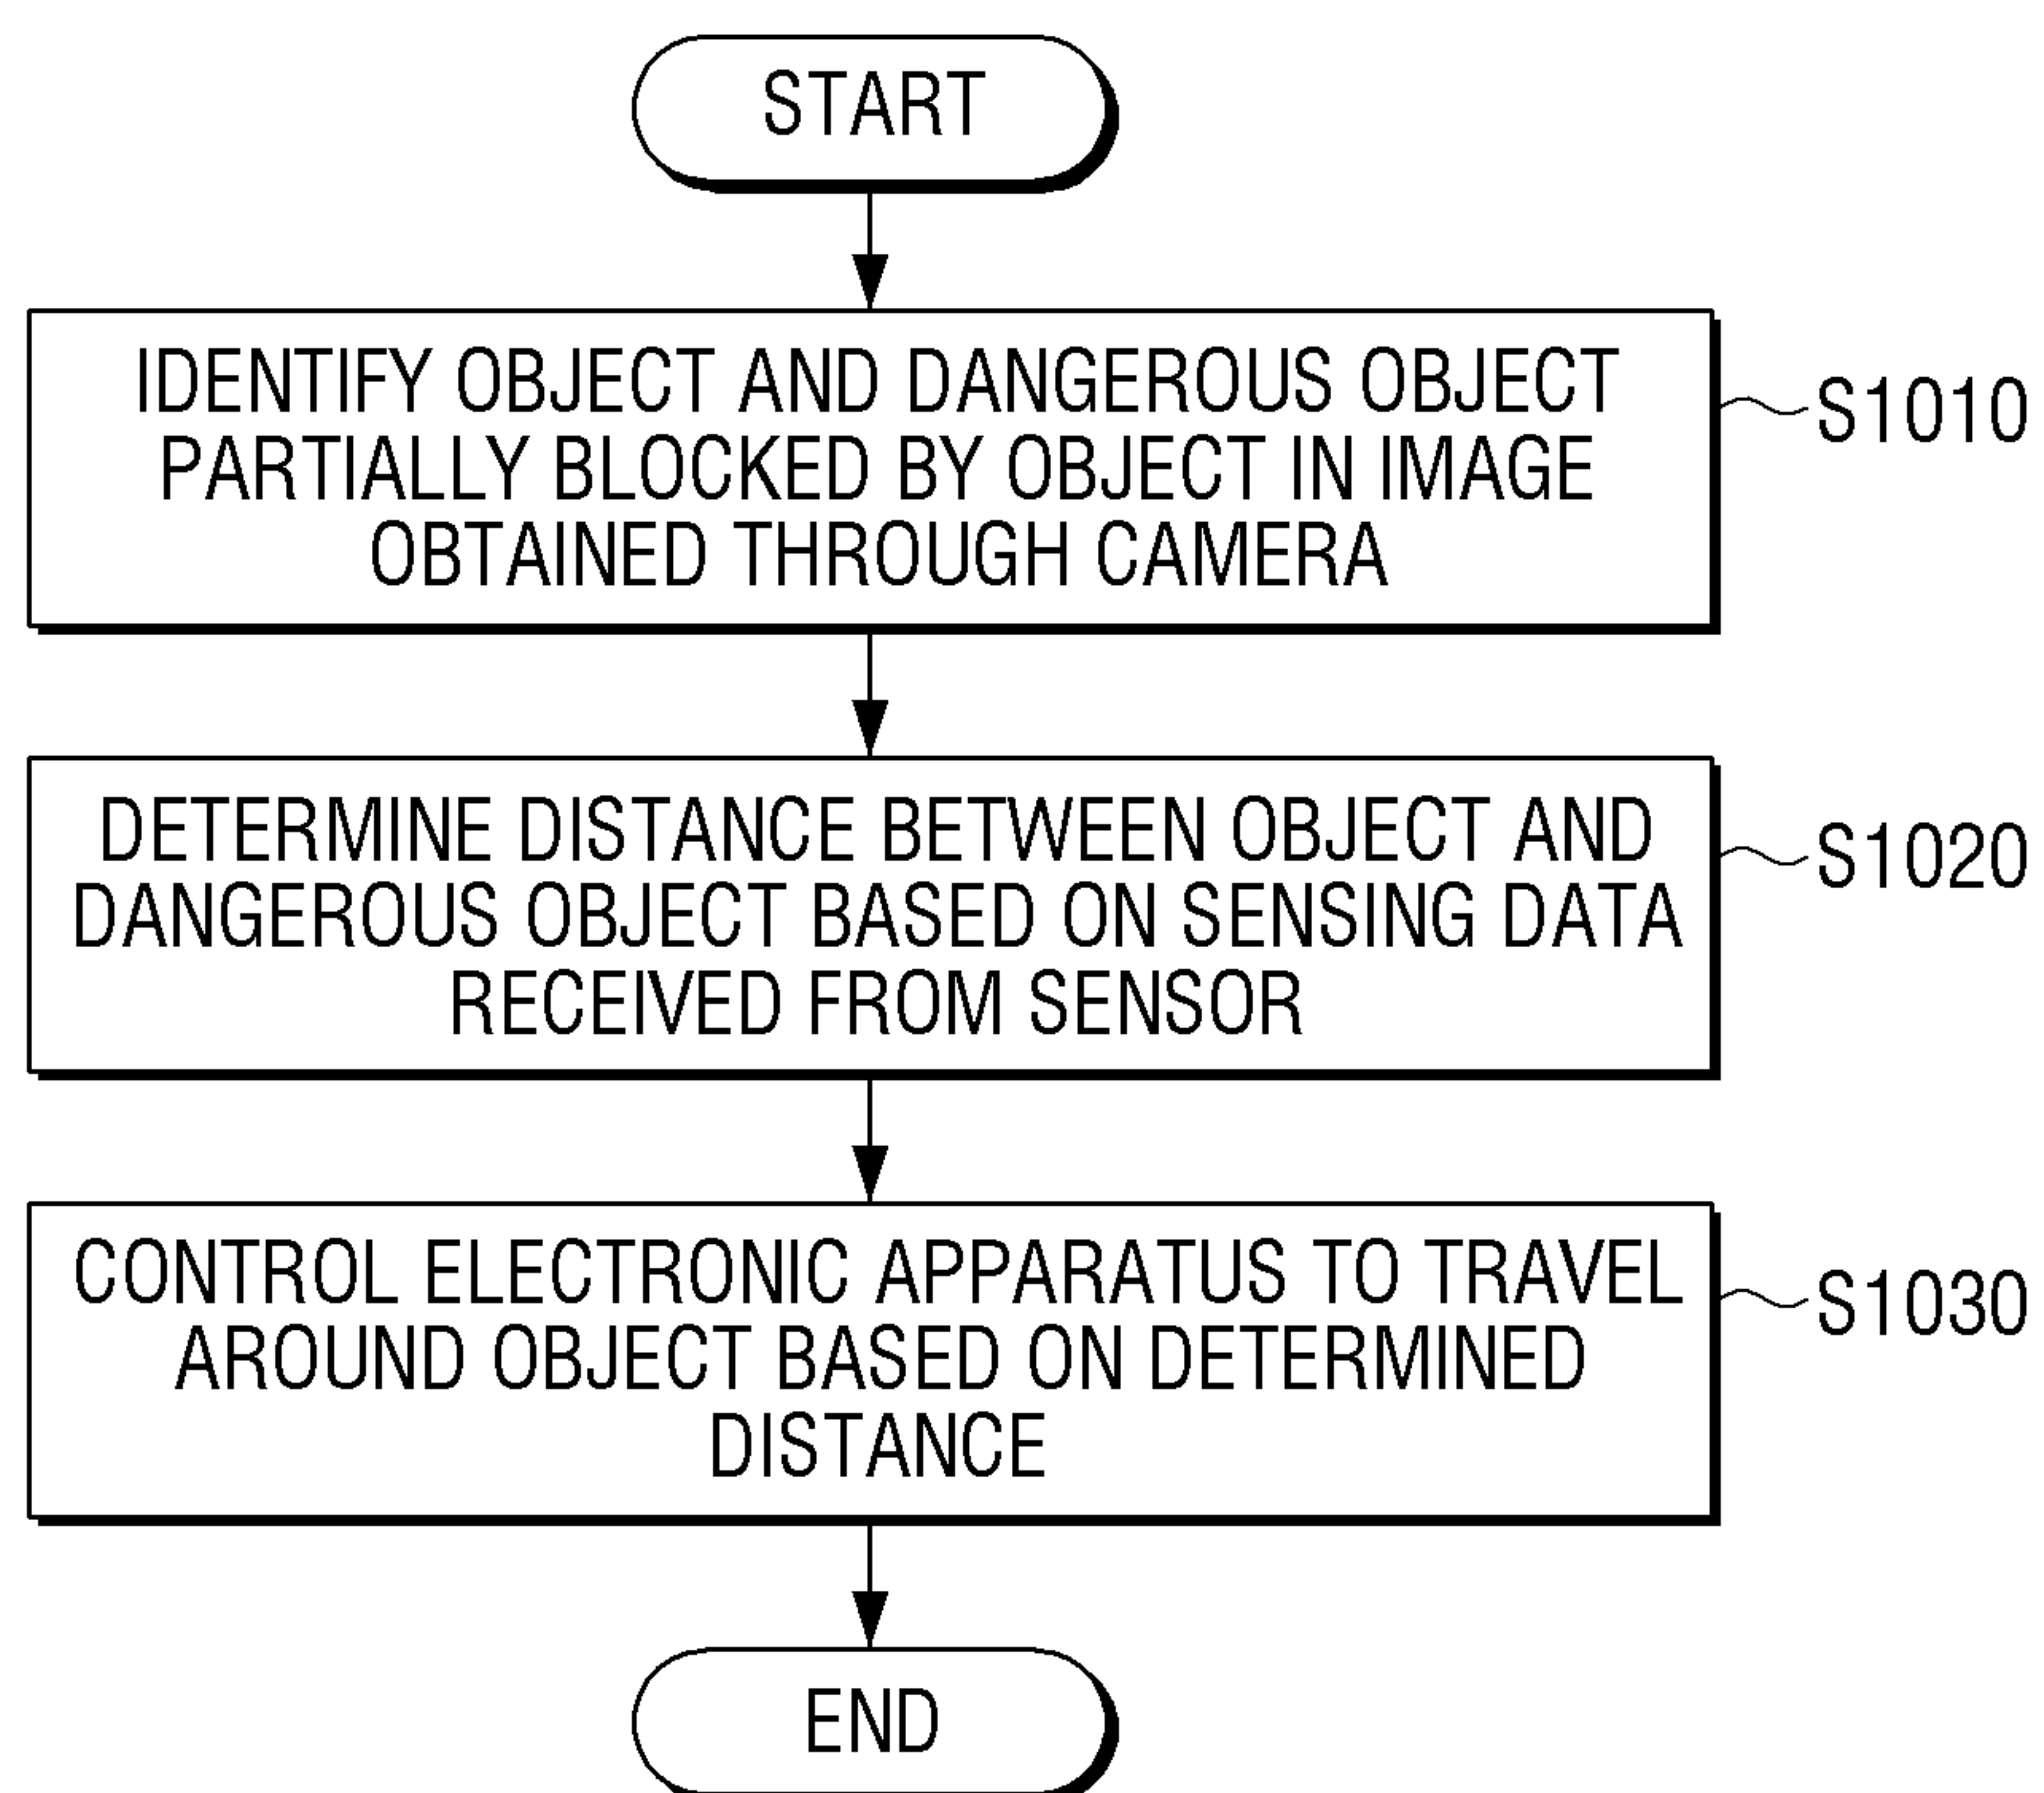 START
IDENTIFY OBJECT AND DANGEROUS OBJECT
PARTIALLY BLOCKED BY OBJECT IN IMAGE
OBTAINED THROUGH CAMERA
S1010
DETERMINE DISTANCE BETWEEN OBJECT AND
DANGEROUS OBJECT BASED ON SENSING DATA
RECEIVED FROM SENSOR
S1020
CONTROL ELECTRONIC APPARATUS TO TRAVEL
AROUND OBJECT BASED ON DETERMINED
DISTANCE
S1030
END